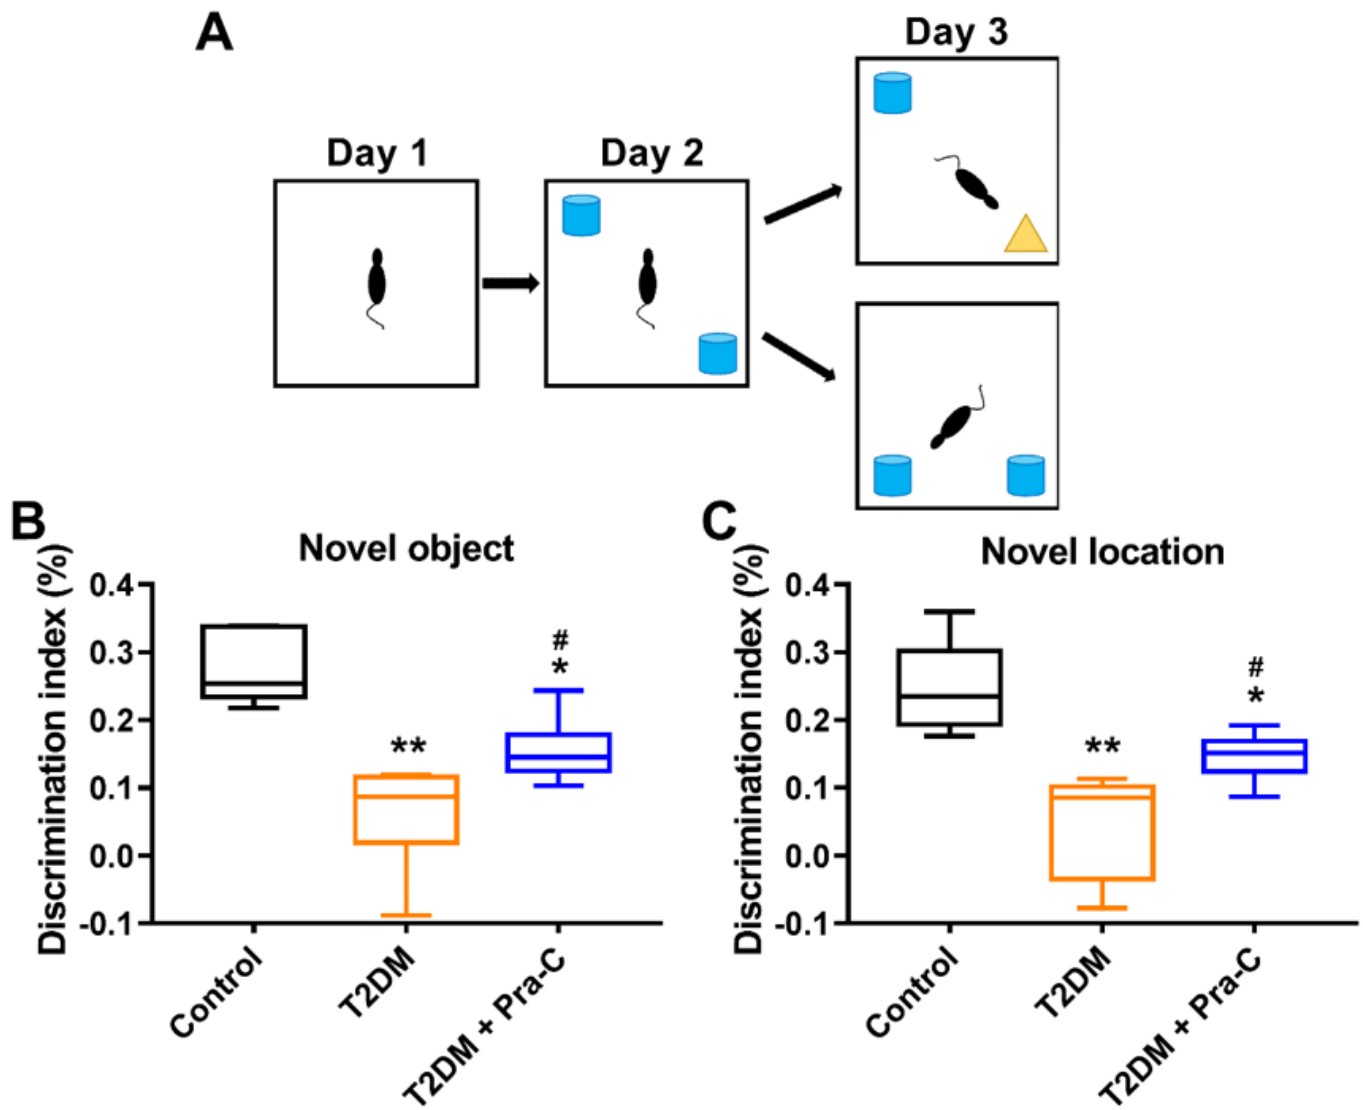 A
Day 1
Day 2
Day 3
B
Novel object
Discrimination index (%)
0.4
0.3
0.2
0.1
0.0
-0.1
**
#
*
Control
T2DM
T2DM + Pra-C
C
Novel location
Discrimination index (%)
0.4
0.3
0.2
0.1
0.0
-0.1
**
#
*
Control
T2DM
T2DM + Pra-C